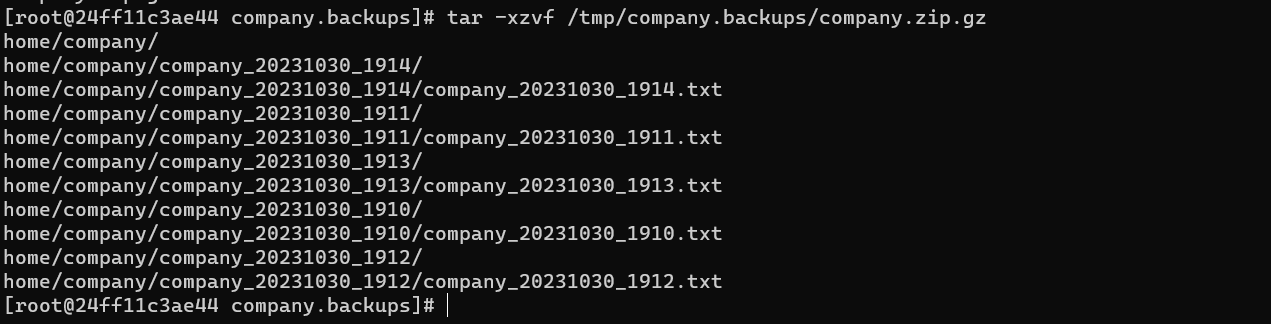 [root@24ff11c3ae44 company.backups]# tar -xzvf /tmp/company.backups/company.zip.gz
home/company/
home/company/company_20231030_1914/
home/company/company_20231030_1914/company_20231030_1914.txt
home/company/company_20231030_1911/
home/company/company_20231030_1911/company_20231030_1911.txt
home/company/company_20231030_1913/
home/company/company_20231030_1913/company_20231030_1913.txt
home/company/company_20231030_1910/
home/company/company_20231030_1910/company_20231030_1910.txt
home/company/company_20231030_1912/
home/company/company_20231030_1912/company_20231030_1912.txt
[root@24ff11c3ae44 company.backups]#